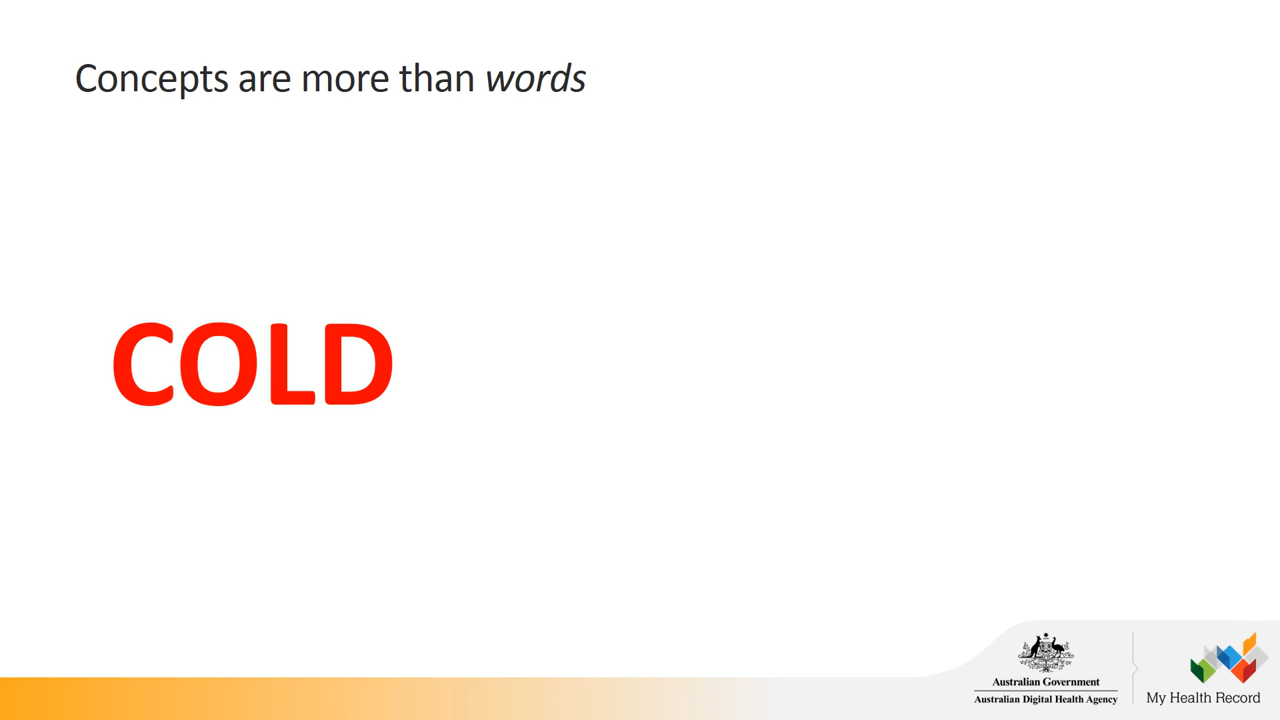 Concepts are more than words
COLD
Australian Government
Australian Digital Health Agency
My Health Record